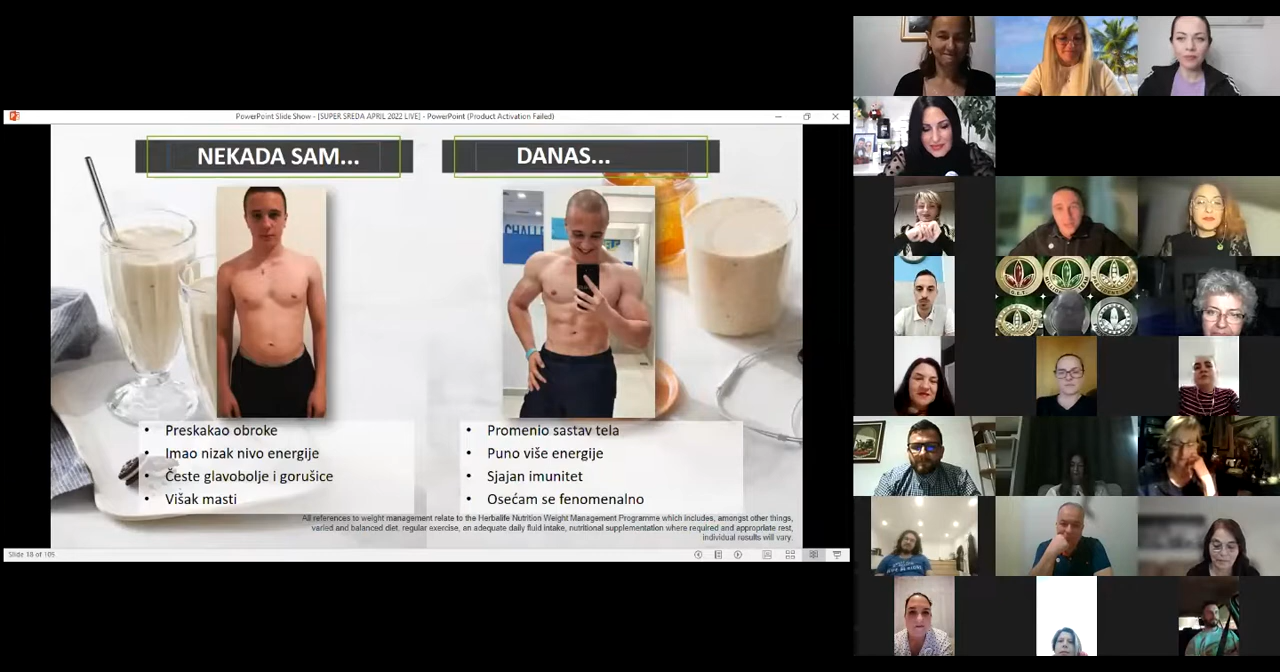 PowerPoint Slide Show - [SUPER SREDA APRIL 2022 LIVE] - PowerPoint (Product Activation Failed)
NEKADA SAM...
DANAS...
CHALL
• Preskakao obroke
• Imao nizak nivo energije
• Česte glavobolje i gorušice
• Višak masti
• Promenio sastav tela
• Puno više energije
• Sjajan imunitet
• Osećam se fenomenalno
All references to weight management relate to the Herbalife Nutrition Weight Management Programme which includes, amongst other things,
varied and balanced diet, regular exercise, an adequate daily fluid intake, nutritional supplementation where required and appropriate rest,
individual results will vary.
Slide 18 of 105